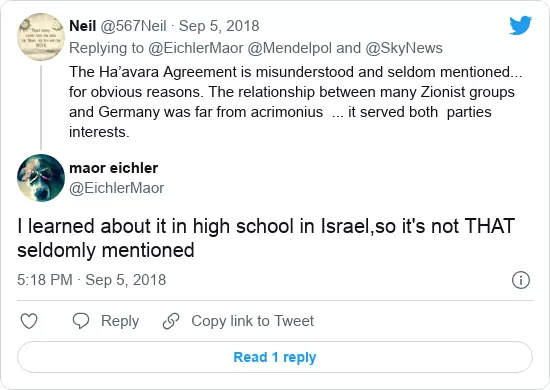 Neil @567Neil · Sep 5, 2018
Replying to @EichlerMaor @Mendelpol and @SkyNews
The Ha’avara Agreement is misunderstood and seldom mentioned...
for obvious reasons. The relationship between many Zionist groups
and Germany was far from acrimonius ... it served both parties
interests.
maor eichler
@EichlerMaor
I learned about it in high school in Israel,so it's not THAT
seldomly mentioned
5:18 PM · Sep 5, 2018
Reply Copy link to Tweet
Read 1 reply